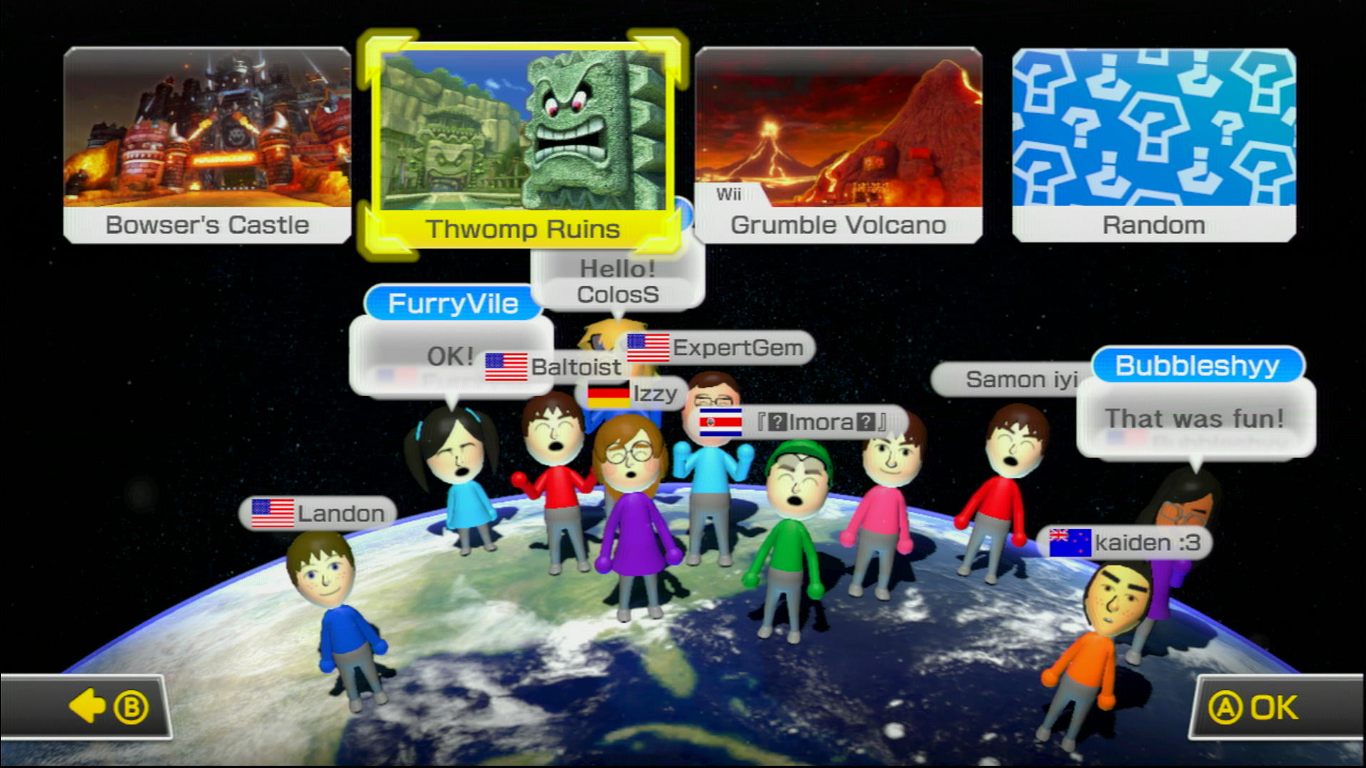 Bowser's Castle
Thwomp Ruins
Wii
Grumble Volcano
Random
Hello!
ColosS
FurryVile
OK!
Baltoist
ExpertGem
Izzy
『?Imora?』
Samon iyi
Bubbleshyy
That was fun!
Landon
kaiden :3
B
A OK